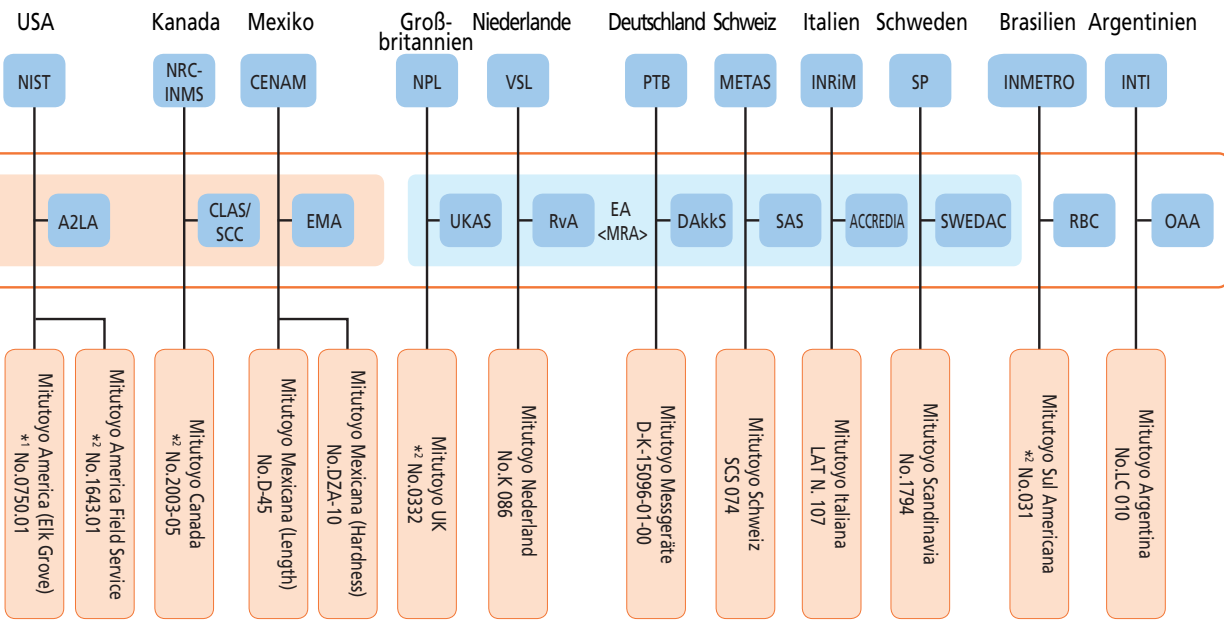 USA
Kanada
Mexiko
Groß-
britannien
Niederlande
Deutschland
Schweiz
Italien
Schweden
Brasilien
Argentinien
NIST
NRC-
INMS
CENAM
NPL
VSL
PTB
METAS
INRiM
SP
INMETRO
INTI
A2LA
CLAS/
SCC
EMA
UKAS
RvA
EA
<MRA>
DAkkS
SAS
ACCREDIA
SWEDAC
RBC
OAA
Mitutoyo America (Elk Grove)
*1 No.0750.01
Mitutoyo America Field Service
*2 No.1643.01
Mitutoyo Canada
*2 No.2003-05
Mitutoyo Mexicana (Length)
No.D-45
Mitutoyo Mexicana (Hardness)
No.DZA-10
Mitutoyo UK
*2 No.0332
Mitutoyo Nederland
No.K 086
Mitutoyo Messgeräte
D-K-15096-01-00
Mitutoyo Schweiz
SCS 074
Mitutoyo Italiana
LAT N. 107
Mitutoyo Scandinavia
No.1794
Mitutoyo Sul Americana
*2 No.031
Mitutoyo Argentina
No.LC 010